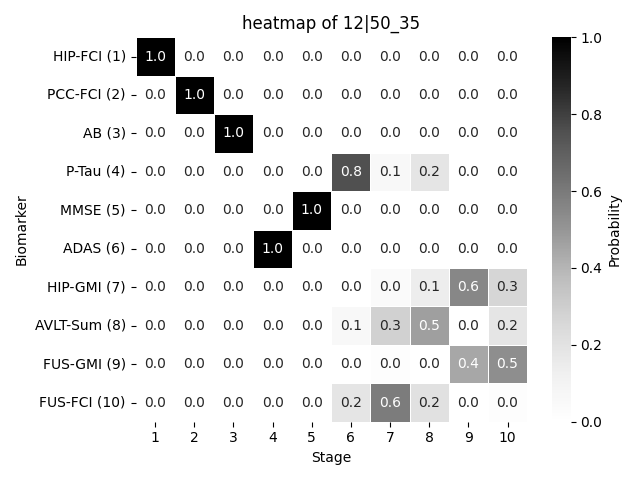 heatmap of 12|50_35
HIP-FCI (1) 1.0 0.0 0.0 0.0 0.0 0.0 0.0 0.0 0.0 0.0
PCC-FCI (2) 0.0 1.0 0.0 0.0 0.0 0.0 0.0 0.0 0.0 0.0
AB (3) 0.0 0.0 1.0 0.0 0.0 0.0 0.0 0.0 0.0 0.0
P-Tau (4) 0.0 0.0 0.0 0.0 0.0 0.8 0.1 0.2 0.0 0.0
MMSE (5) 0.0 0.0 0.0 0.0 1.0 0.0 0.0 0.0 0.0 0.0
ADAS (6) 0.0 0.0 0.0 1.0 0.0 0.0 0.0 0.0 0.0 0.0
HIP-GMI (7) 0.0 0.0 0.0 0.0 0.0 0.0 0.0 0.1 0.6 0.3
AVLT-Sum (8) 0.0 0.0 0.0 0.0 0.0 0.1 0.3 0.5 0.0 0.2
FUS-GMI (9) 0.0 0.0 0.0 0.0 0.0 0.0 0.0 0.0 0.4 0.5
FUS-FCI (10) 0.0 0.0 0.0 0.0 0.0 0.2 0.6 0.2 0.0 0.0
1 2 3 4 5 6 7 8 9 10
Stage
Biomarker
1.0
0.8
0.6
0.4
0.2
0.0
Probability